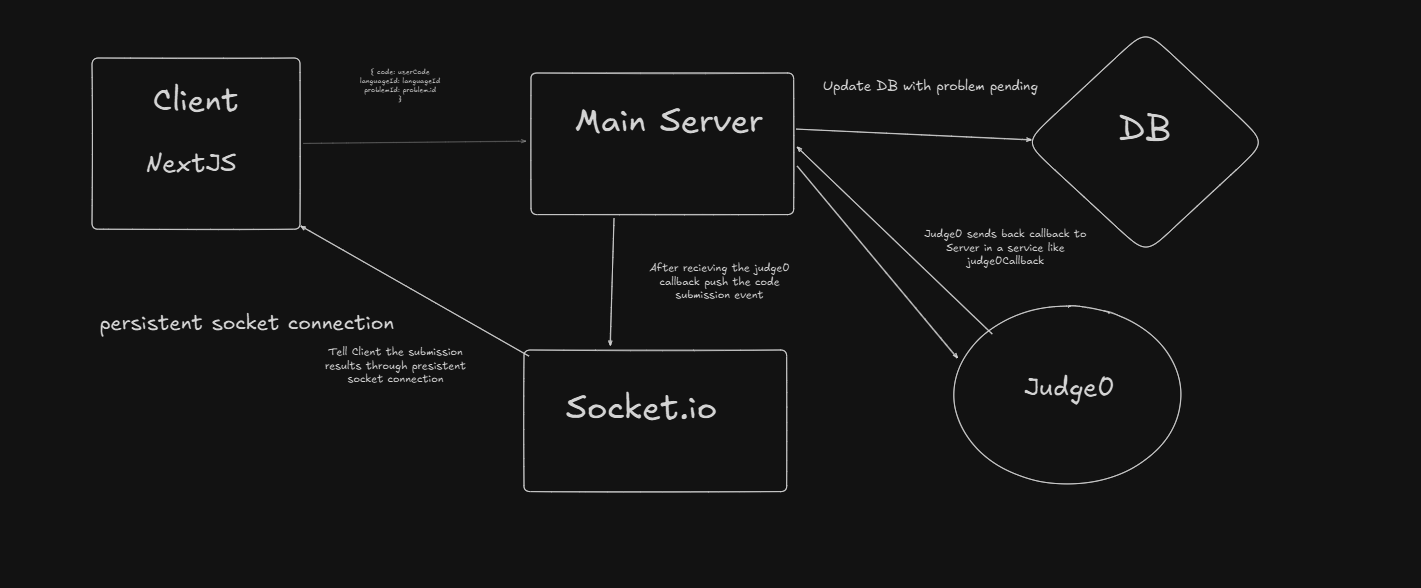 Client
NextJS
{ code: userCode
languageId: languageId
problemId: problemId
}
Main Server
Update DB with problem pending
DB
Judge0 sends back callback to
Server in a service like
judge0Callback
After recieving the judge0
callback push the code
submission event
persistent socket connection
Tell Client the submission
results through presistent
socket connection
Socket.io
Judge0